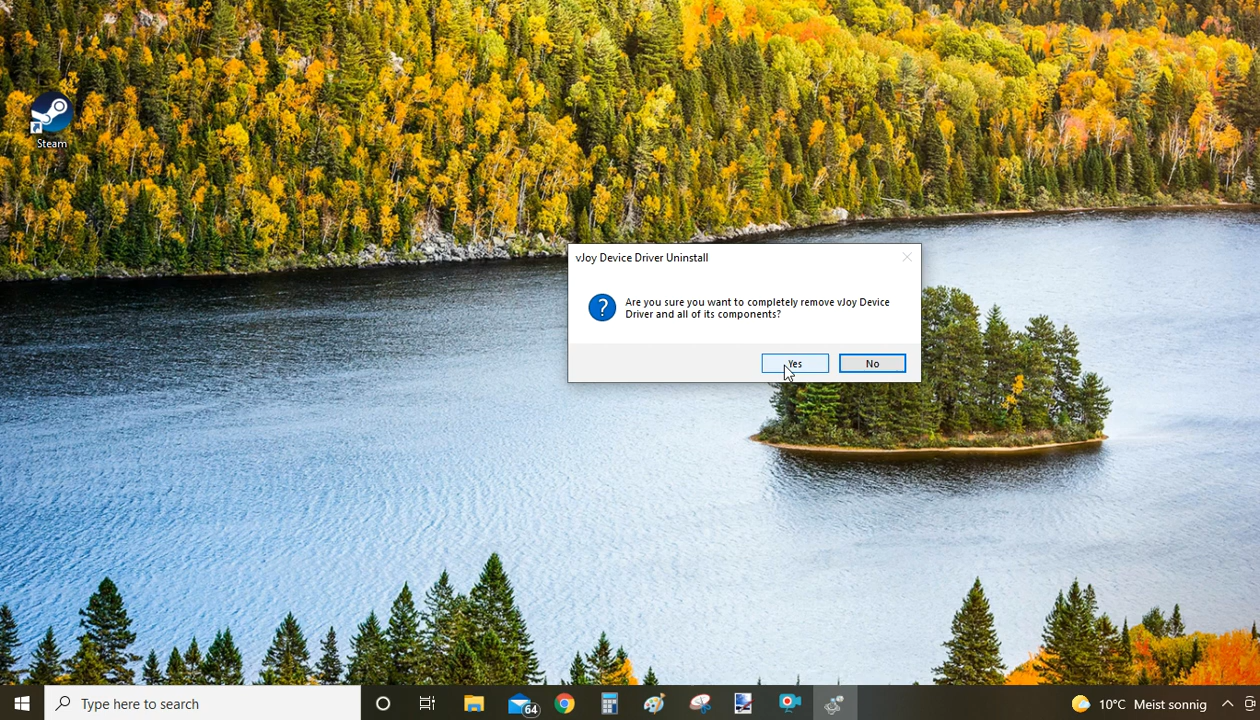 Steam
vJoy Device Driver Uninstall
Are you sure you want to completely remove vJoy Device
Driver and all of its components?
Yes
No
Type here to search
64
10°C Meist sonnig